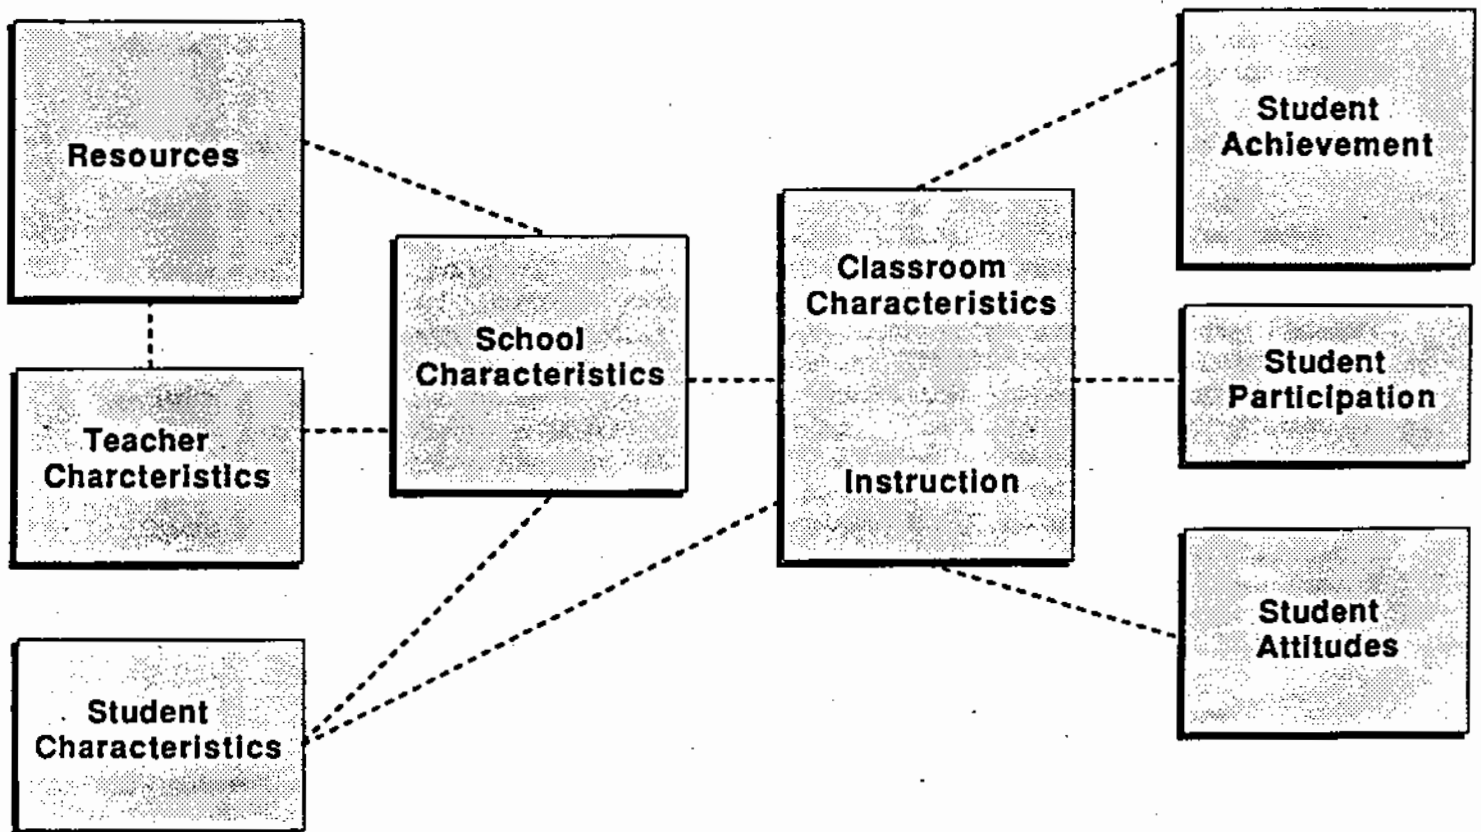 Resources
Teacher
Charcteristics
Student
Characteristics
School
Characteristics
Classroom
Characteristics
Instruction
Student
Achievement
Student
Participation
Student
Attitudes